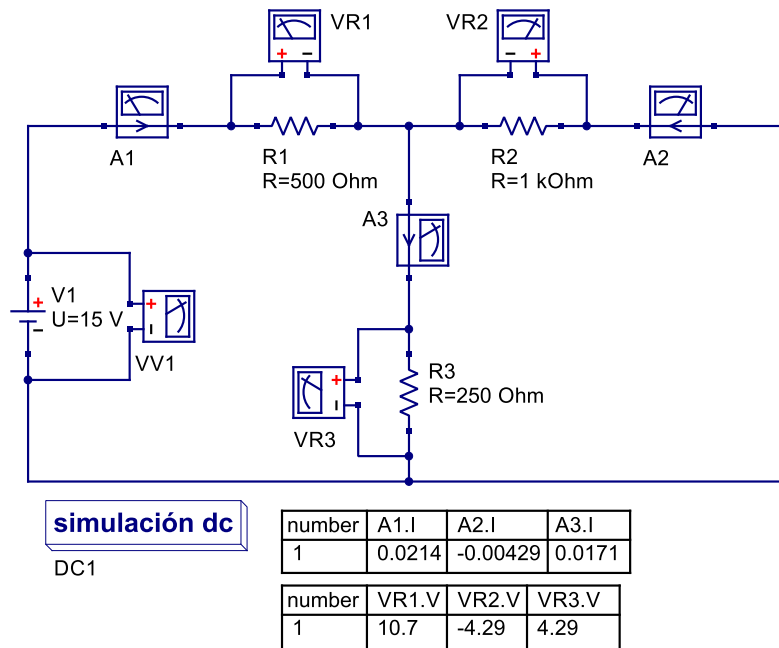 VR1
VR2
A1
R1
R=500 Ohm
R2
R=1 kOhm
A2
A3
V1
U=15 V
VV1
R3
R=250 Ohm
VR3
simulación dc
DC1
number A1.I A2.I A3.I
1 0.0214 -0.00429 0.0171
number VR1.V VR2.V VR3.V
1 10.7 -4.29 4.29